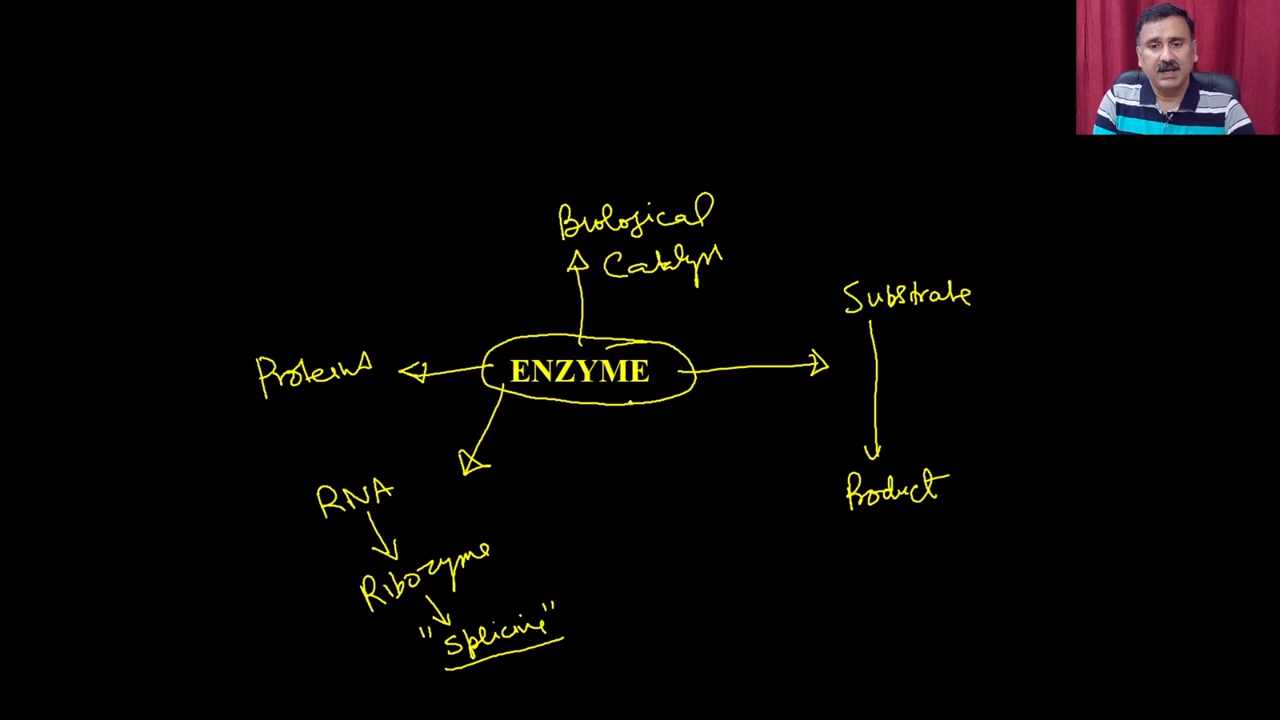 Biological
Catalyst
Substrate
Proteins
ENZYME
RNA
Product
Ribozyme
"Splicing"